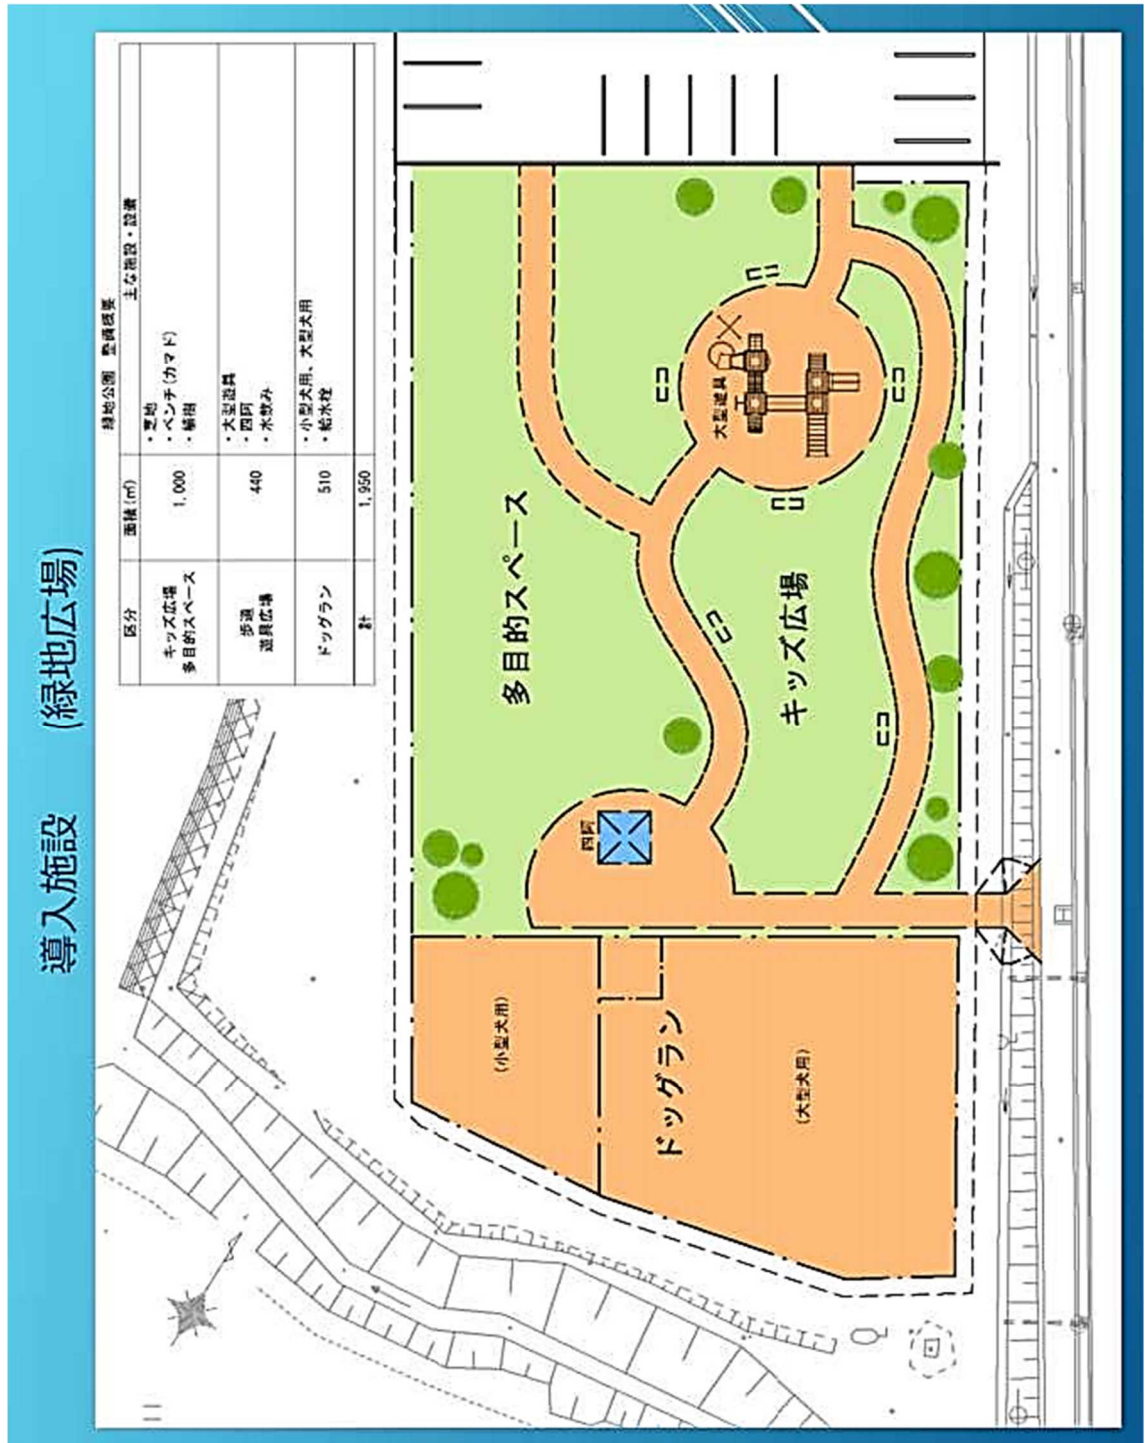 導入施設 (緑地広場)
緑地公園 整備概要
区分 面積(㎡) 主な施設・設備
キッズ広場
多目的スペース
1,000
・芝地
・ベンチ(カマド)
・植樹
歩道
遊具広場
440
・大型遊具
・四阿
・水飲み
ドッグラン
510
・小型犬用、大型犬用
・給水栓
計 1,950
多目的スペース
大型遊具
キッズ広場
四阿
(小型犬用)
ドッグラン
(大型犬用)
11